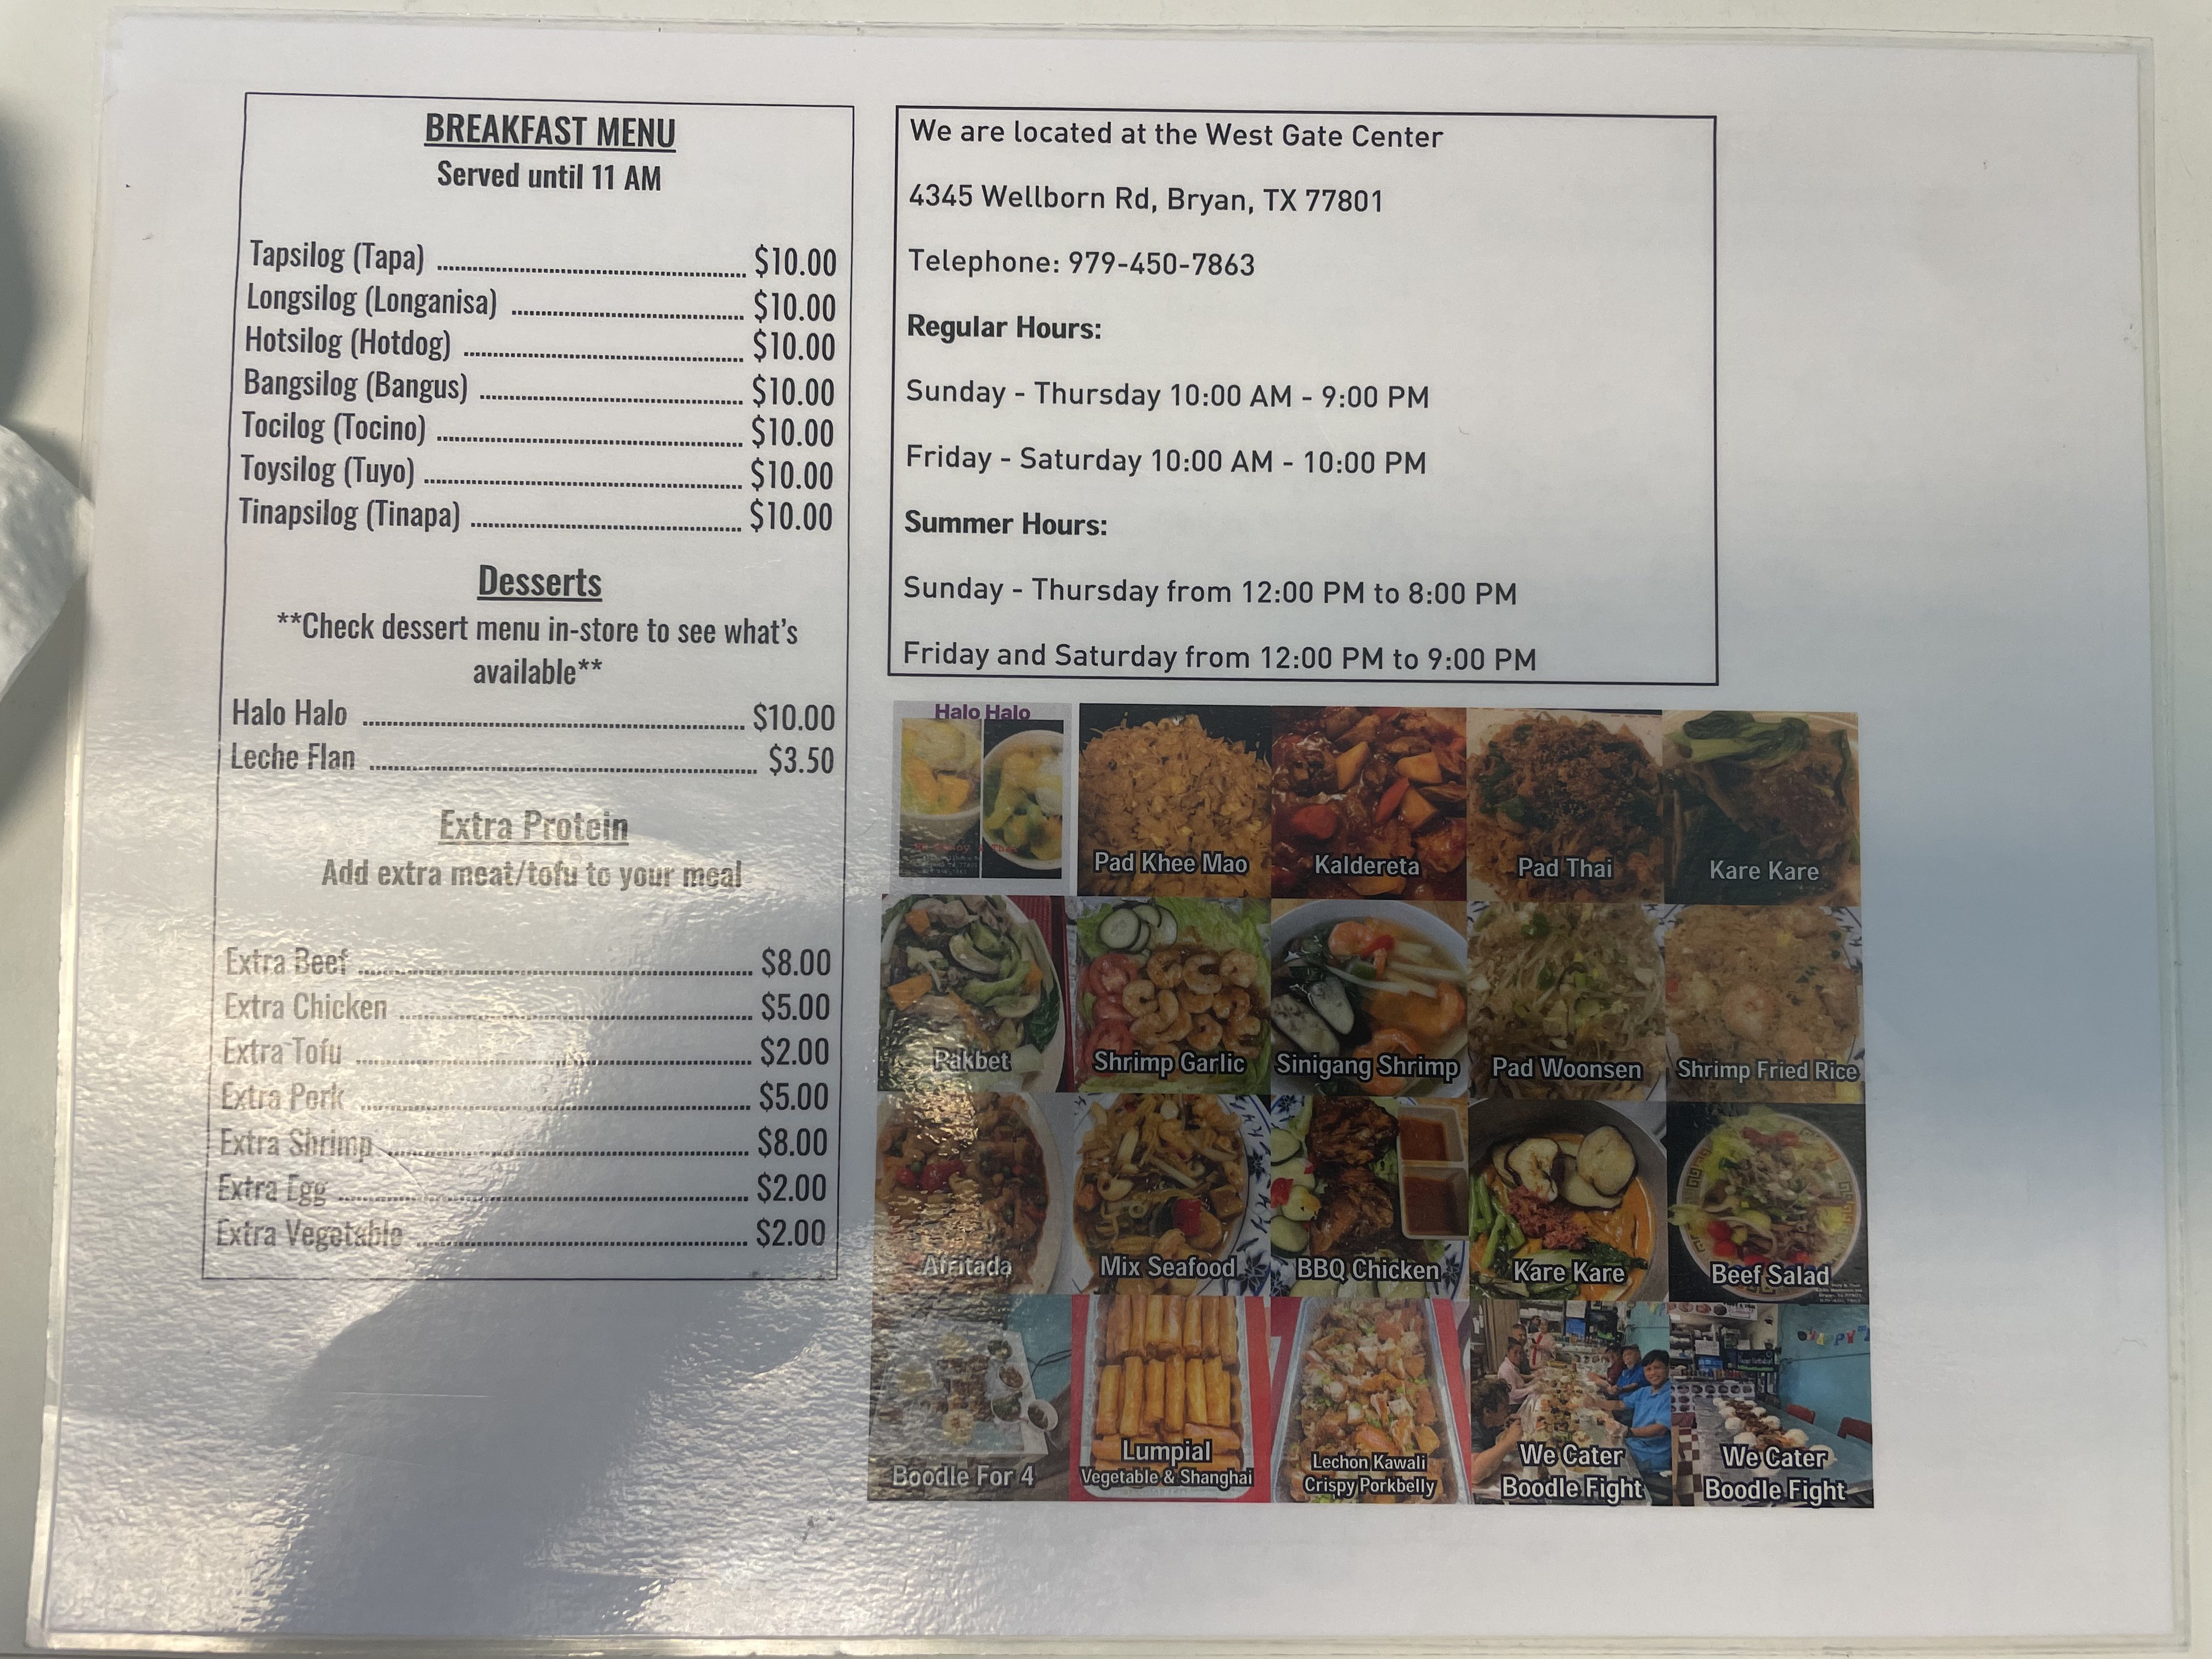 BREAKFAST MENU
Served until 11 AM
Tapsilog (Tapa) ........ $10.00
Longsilog (Longanisa) ........ $10.00
Hotsilog (Hotdog) ........ $10.00
Bangsilog (Bangus) ........ $10.00
Tocilog (Tocino) ........ $10.00
Toysilog (Tuyo) ........ $10.00
Tinapsilog (Tinapa) ........ $10.00
Desserts
**Check dessert menu in-store to see what's
available**
Halo Halo ........ $10.00
Leche Flan ........ $3.50
Extra Protein
Add extra meat/tofu to your meal
Extra Beef ........ $8.00
Extra Chicken ........ $5.00
Extra Tofu ........ $2.00
Extra Pork ........ $5.00
Extra Shrimp ........ $8.00
Extra Egg ........ $2.00
Extra Vegetable ........ $2.00
We are located at the West Gate Center
4345 Wellborn Rd, Bryan, TX 77801
Telephone: 979-450-7863
Regular Hours:
Sunday - Thursday 10:00 AM - 9:00 PM
Friday - Saturday 10:00 AM - 10:00 PM
Summer Hours:
Sunday - Thursday from 12:00 PM to 8:00 PM
Friday and Saturday from 12:00 PM to 9:00 PM
Halo Halo
Pad Khee Mao
Kaldereta
Pad Thai
Kare Kare
Pakbet
Shrimp Garlic
Sinigang Shrimp
Pad Woonsen
Shrimp Fried Rice
Afritada
Mix Seafood
BBQ Chicken
Kare Kare
Beef Salad
Boodle For 4
Lumpial
Vegetable & Shanghai
Lechon Kawali
Crispy Porkbelly
We Cater
Boodle Fight
We Cater
Boodle Fight